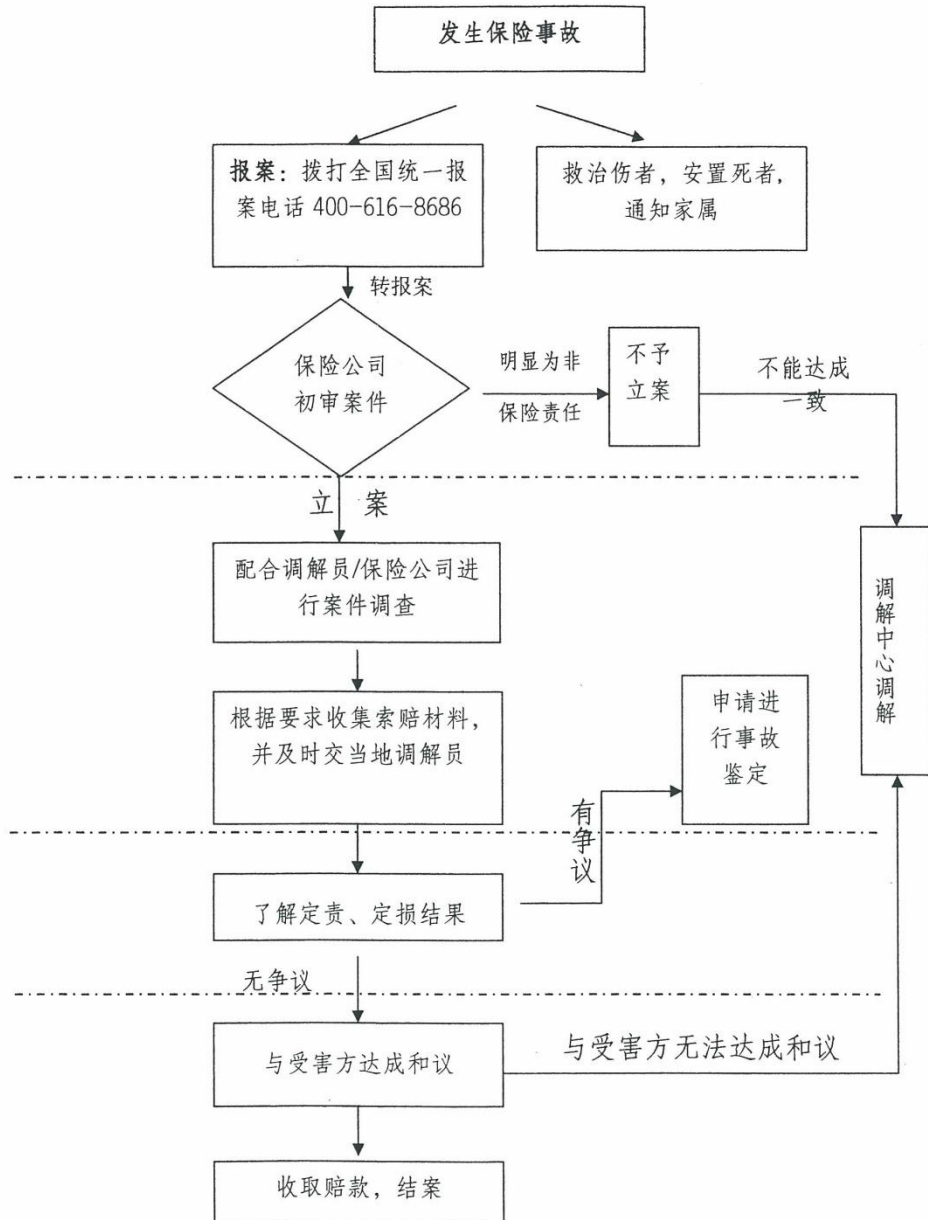 发生保险事故
报案：拨打全国统一报
案电话 400-616-8686
救治伤者，安置死者，
通知家属
转报案
保险公司
初审案件
明显为非
保险责任
不予
立案
不能达成
一致
立 案
配合调解员/保险公司进
行案件调查
调解中心调解
根据要求收集索赔材料，
并及时交当地调解员
申请进
行事故
鉴定
有争议
了解定责、定损结果
无争议
与受害方达成和议
与受害方无法达成和议
收取赔款，结案